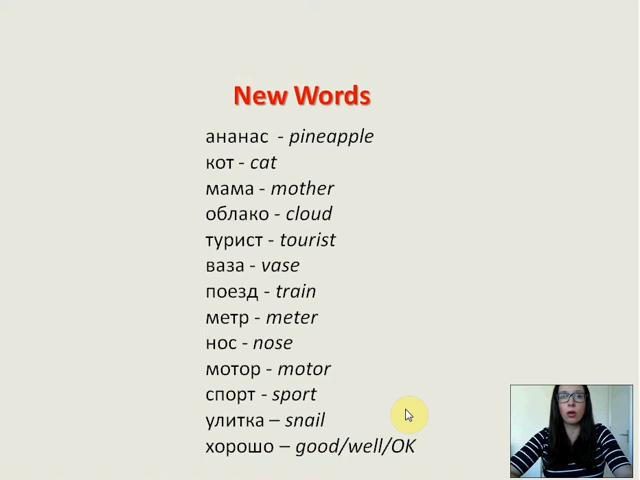 New Words
ананас - pineapple
кот - cat
мама - mother
облако - cloud
турист - tourist
ваза - vase
поезд - train
метр - meter
нос - nose
мотор - motor
спорт - sport
улитка – snail
хорошо – good/well/OK